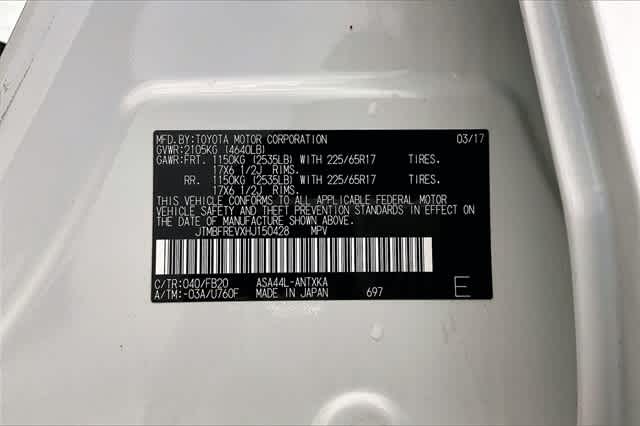 MFD.BY:TOYOTA MOTOR CORPORATION 03/17
GVWR:2105KG (4640LB)
GAWR:FRT. 1150KG (2535LB) WITH 225/65R17 TIRES.
17X6 1/2J RIMS.
RR. 1150KG (2535LB) WITH 225/65R17 TIRES.
17X6 1/2J RIMS.
THIS VEHICLE CONFORMS TO ALL APPLICABLE FEDERAL MOTOR
VEHICLE SAFETY AND THEFT PREVENTION STANDARDS IN EFFECT ON
THE DATE OF MANUFACTURE SHOWN ABOVE.
JTMBFREVXHJ150428 MPV
C/TR:040/FB20 ASA44L-ANTXKA
A/TM:-03A/U760F MADE IN JAPAN 697 E